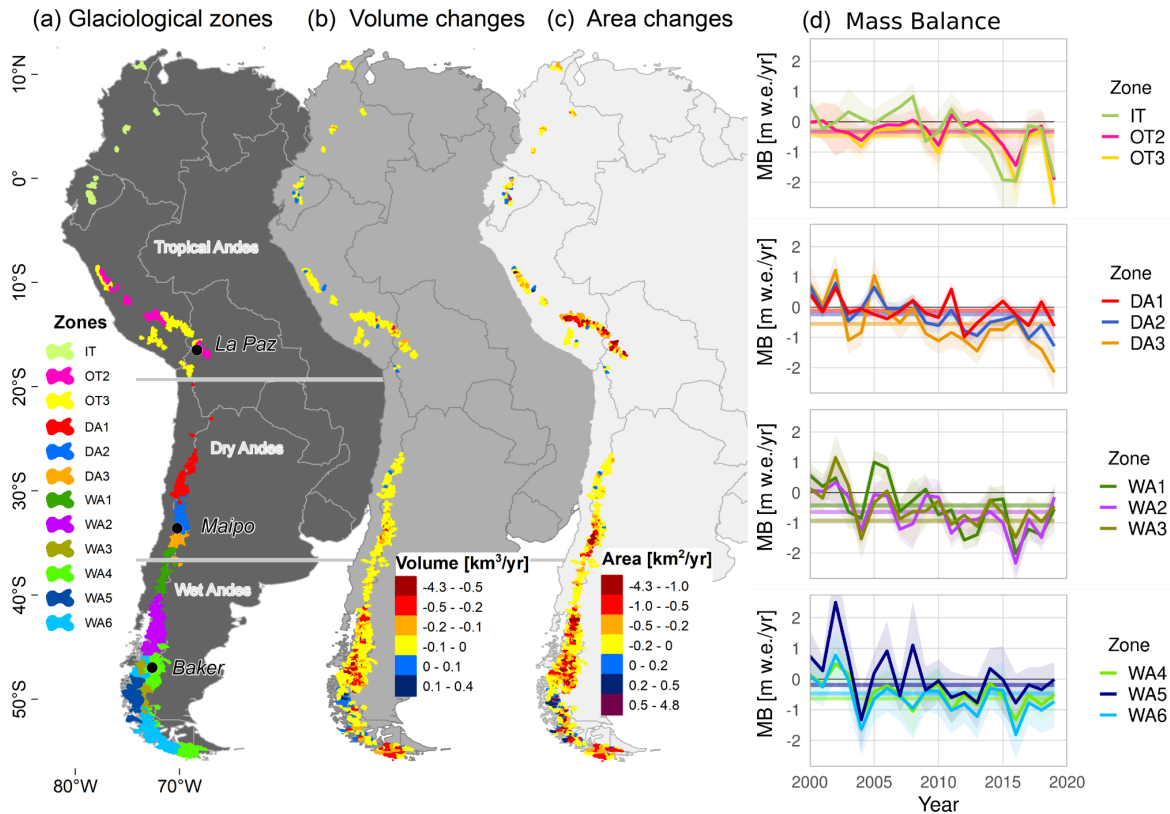 (a) Glaciological zones
(b) Volume changes
(c) Area changes
(d) Mass Balance
10°N
0°
10°S
20°S
30°S
40°S
50°S
80°W
70°W
Tropical Andes
La Paz
Dry Andes
Maipo
Wet Andes
Baker
Zones
IT
OT2
OT3
DA1
DA2
DA3
WA1
WA2
WA3
WA4
WA5
WA6
Volume [km³/yr]
-4.3 - -0.5
-0.5 - -0.2
-0.2 - -0.1
-0.1 - 0
0 - 0.1
0.1 - 0.4
Area [km²/yr]
-4.3 - -1.0
-1.0 - -0.5
-0.5 - -0.2
-0.2 - 0
0 - 0.2
0.2 - 0.5
0.5 - 4.8
MB [m w.e./yr]
2
1
0
-1
-2
Zone
IT
OT2
OT3
MB [m w.e./yr]
2
1
0
-1
-2
Zone
DA1
DA2
DA3
MB [m w.e./yr]
2
1
0
-1
-2
Zone
WA1
WA2
WA3
MB [m w.e./yr]
2
1
0
-1
-2
Zone
WA4
WA5
WA6
2000
2005
2010
2015
2020
Year